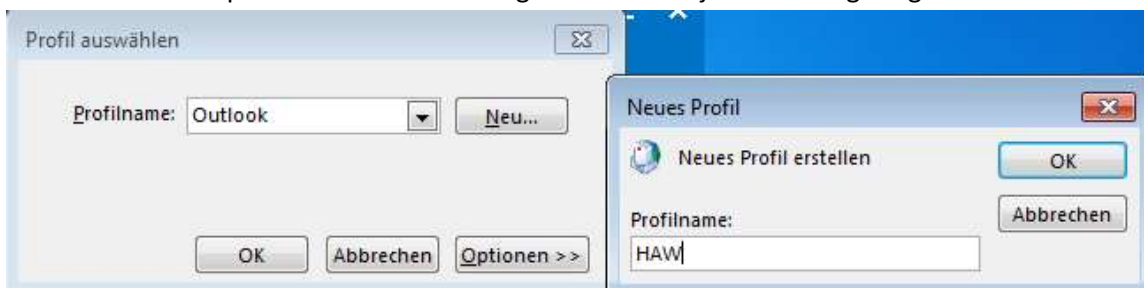 Profil auswählen
Profilname: Outlook Neu...
OK Abbrechen Optionen >>
Neues Profil
Neues Profil erstellen OK
Abbrechen
Profilname:
HAW